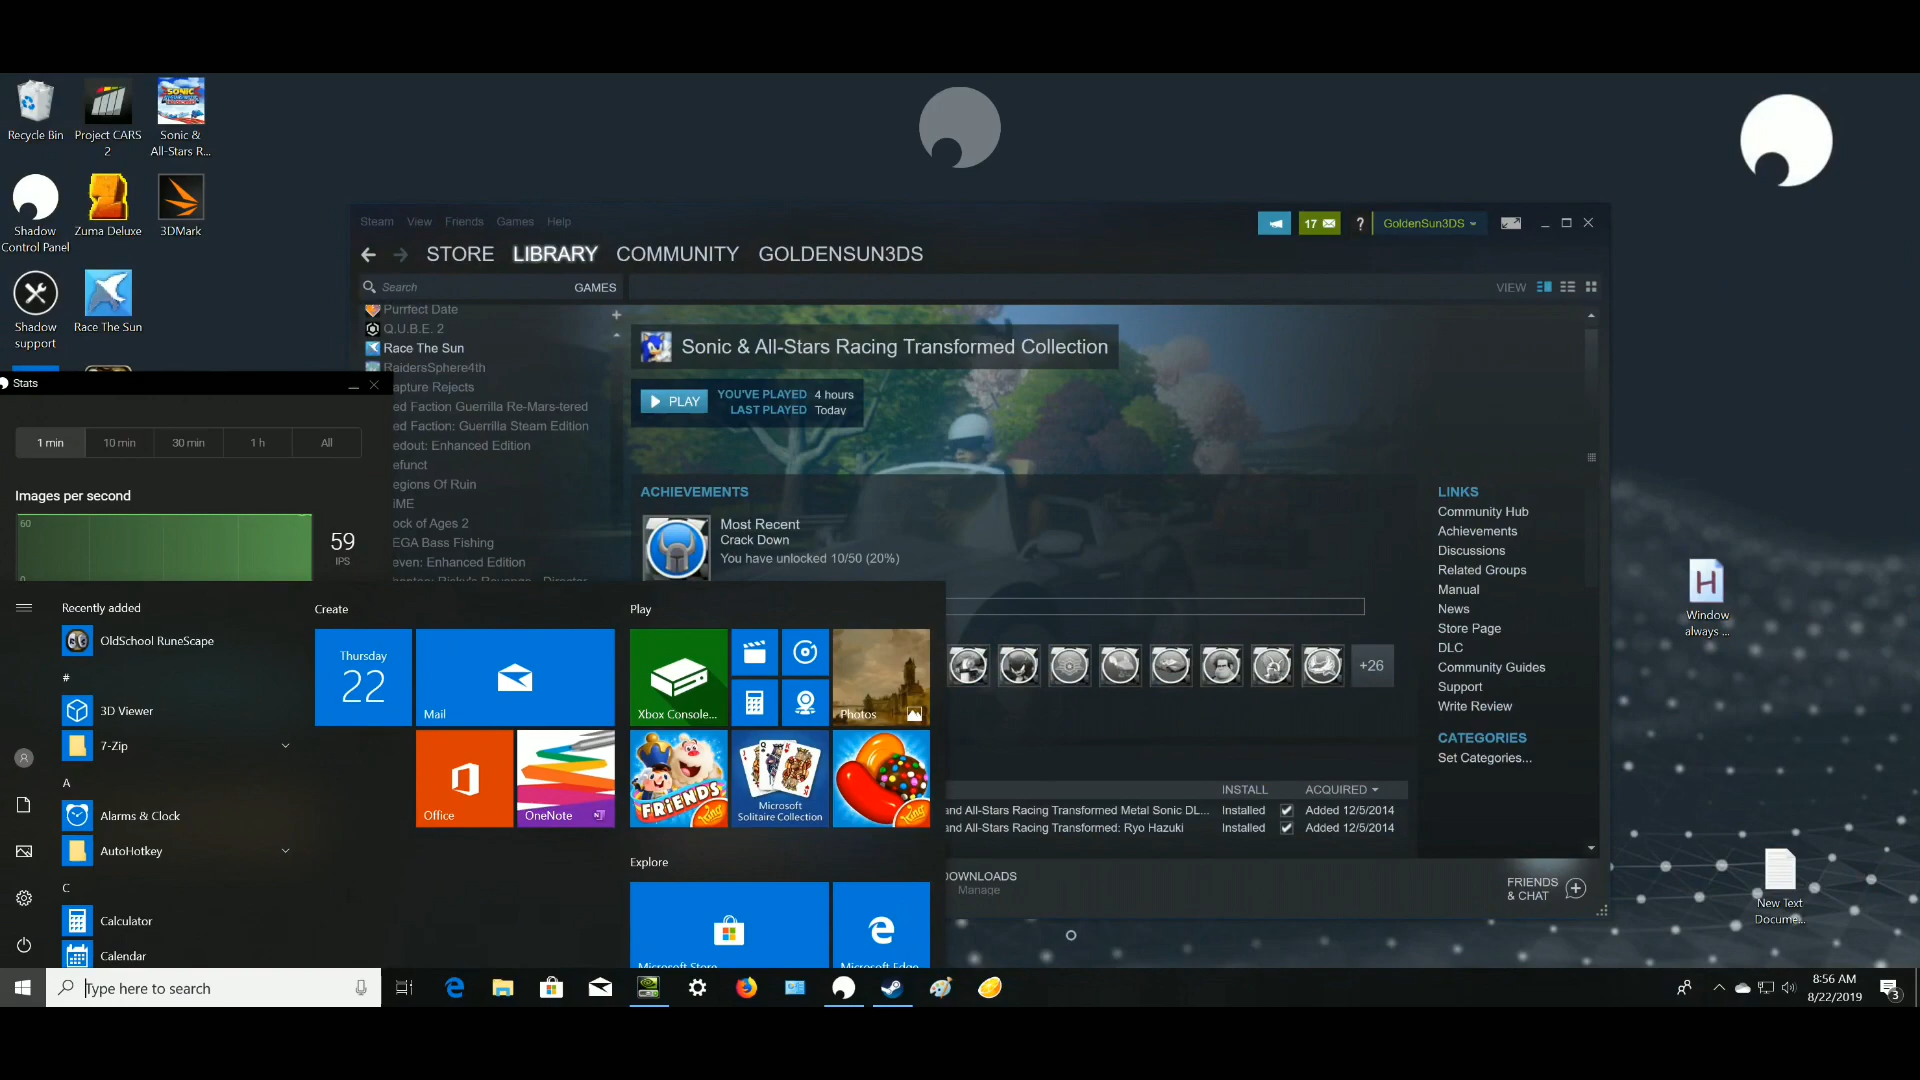 Recycle Bin
Project CARS
2
Sonic &
All-Stars R...
Shadow
Control Panel
Zuma Deluxe
3DMark
Shadow
support
Race The Sun
Steam View Friends Games Help
17
?
GoldenSun3DS
STORE LIBRARY COMMUNITY GOLDENSUN3DS
Search
GAMES
VIEW
Purrfect Date
Q.U.B.E. 2
Race The Sun
RaidersSphere4th
apture Rejects
ed Faction Guerrilla Re-Mars-tered
ed Faction: Guerrilla Steam Edition
edout: Enhanced Edition
efunct
egions Of Ruin
iME
ock of Ages 2
EGA Bass Fishing
even: Enhanced Edition
Sonic & All-Stars Racing Transformed Collection
PLAY
YOU'VE PLAYED 4 hours
LAST PLAYED Today
ACHIEVEMENTS
Most Recent
Crack Down
You have unlocked 10/50 (20%)
+26
LINKS
Community Hub
Achievements
Discussions
Related Groups
Manual
News
Store Page
DLC
Community Guides
Support
Write Review
CATEGORIES
Set Categories...
INSTALL ACQUIRED
and All-Stars Racing Transformed Metal Sonic DL... Installed Added 12/5/2014
and All-Stars Racing Transformed: Ryo Hazuki Installed Added 12/5/2014
DOWNLOADS
Manage
FRIENDS
& CHAT
Stats
1 min 10 min 30 min 1 h All
Images per second
60
0
59
IPS
Recently added
OldSchool RuneScape
#
3D Viewer
7-Zip
A
Alarms & Clock
AutoHotkey
C
Calculator
Calendar
Create
Thursday
22
Mail
Office
OneNote
Play
Xbox Console...
Photos
FRIENDS
King
Microsoft
Solitaire Collection
King
Explore
Microsoft Store
Microsoft Edge
H
Window
always ...
New Text
Docume...
Type here to search
8:56 AM
8/22/2019
3